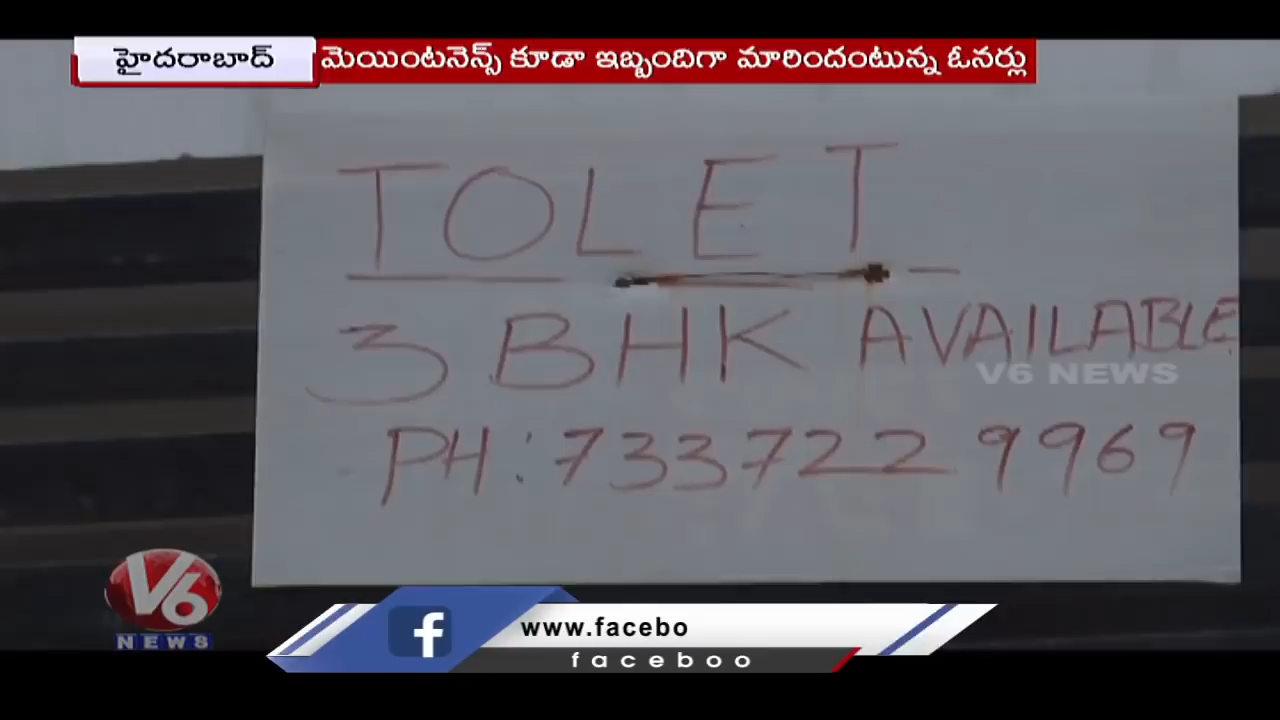 హైదరాబాద్ మెయింటనెన్స్ కూడా ఇబ్బందిగా మారిందంటున్న ఓనర్లు
TOLET
3 BHK AVAILABLE
V6 NEWS
PH: 7337229969
V6
NEWS
www.facebo
faceboo